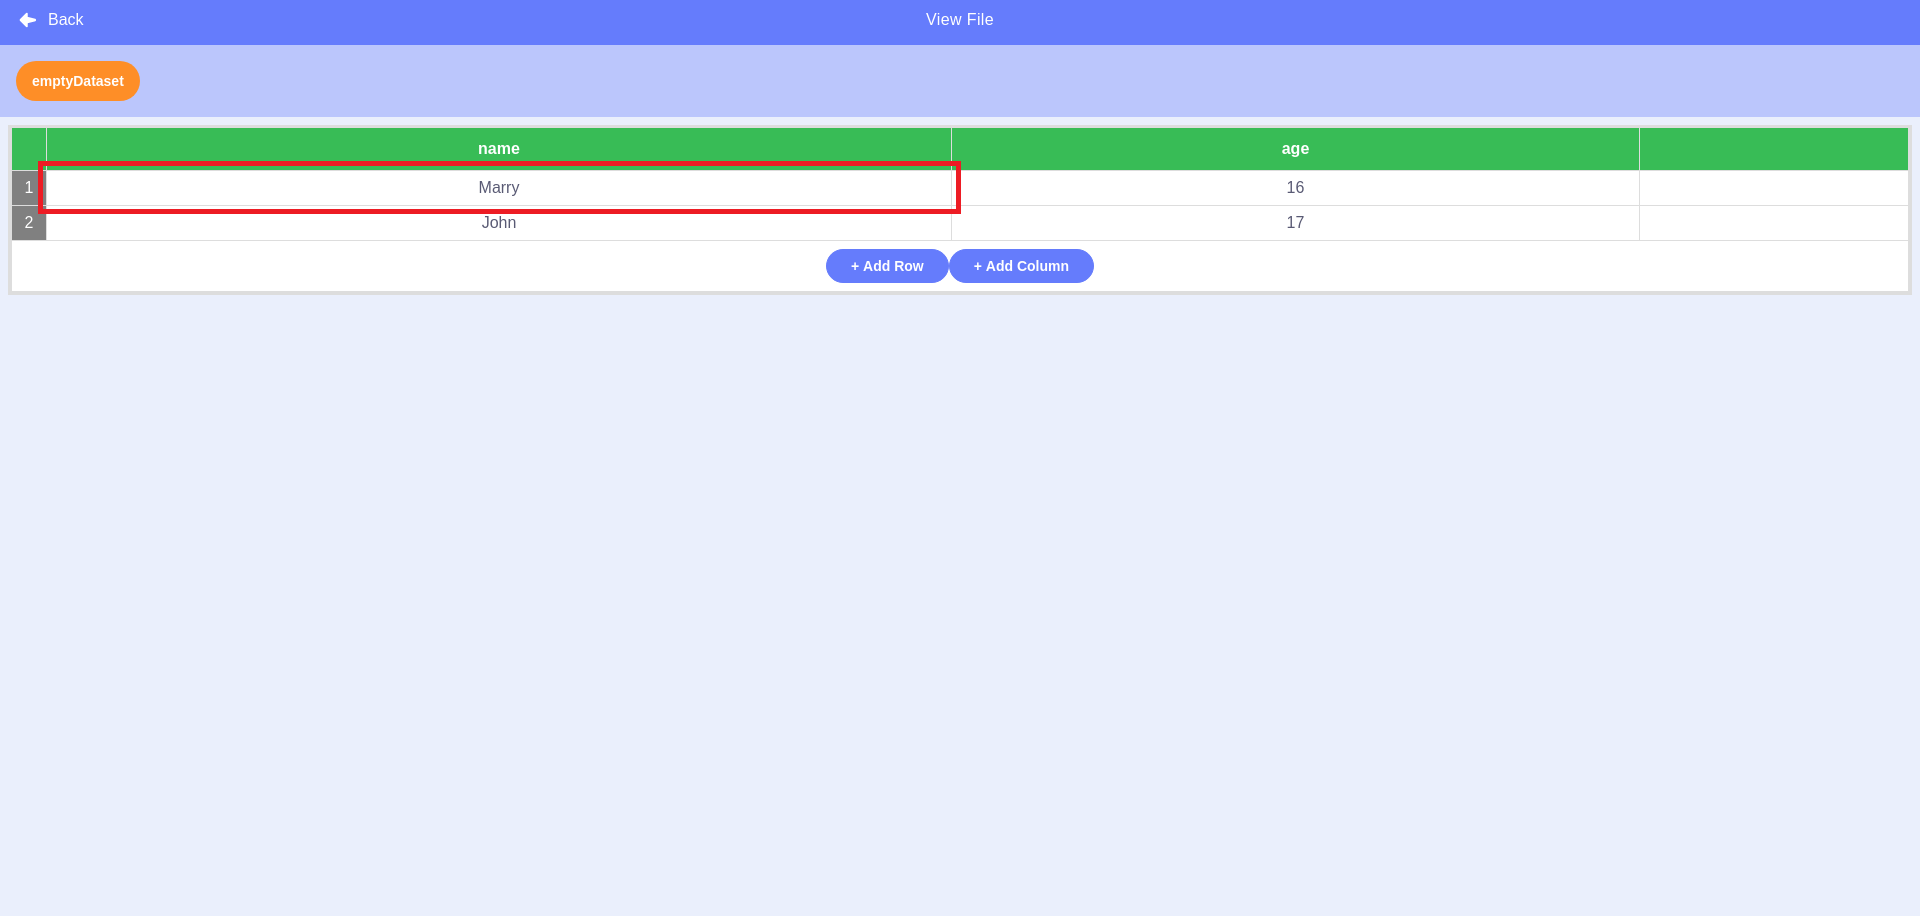 Back View File
emptyDataset
name age
1 Marry 16
2 John 17
+ Add Row + Add Column